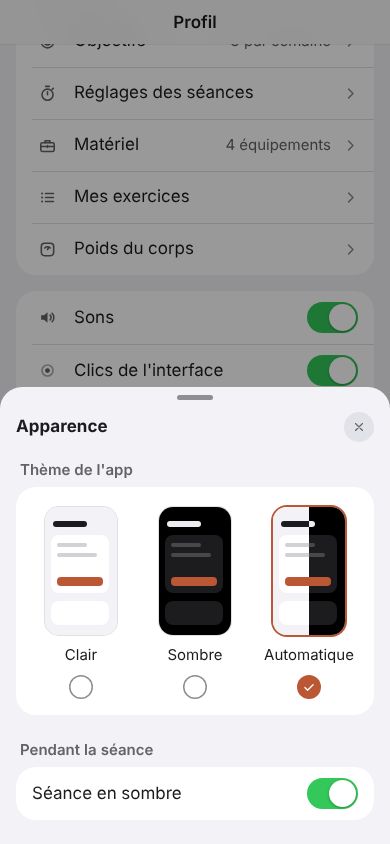 Profil
Objectif
Réglages des séances
Matériel
4 équipements
Mes exercices
Poids du corps
Sons
Clics de l'interface
Apparence
Thème de l'app
Clair
Sombre
Automatique
Pendant la séance
Séance en sombre